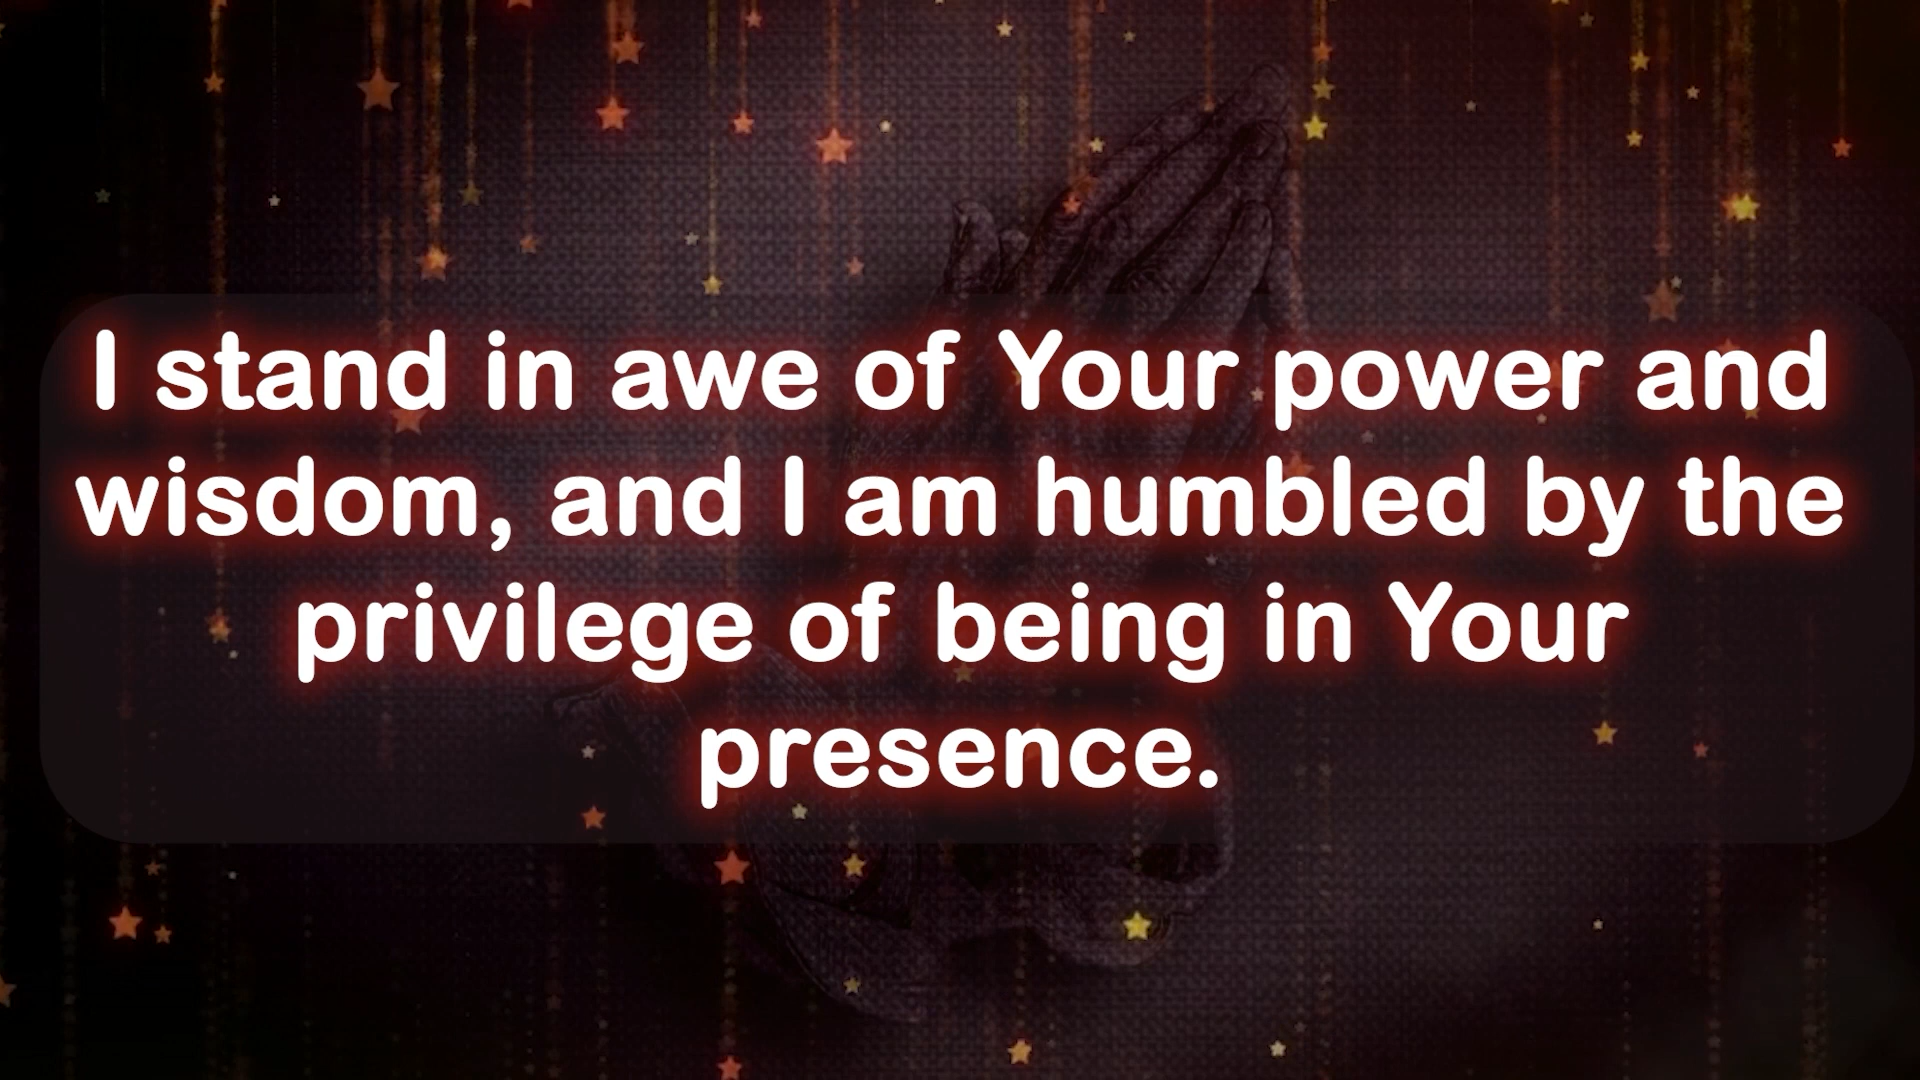 I stand in awe of Your power and
wisdom, and I am humbled by the
privilege of being in Your
presence.